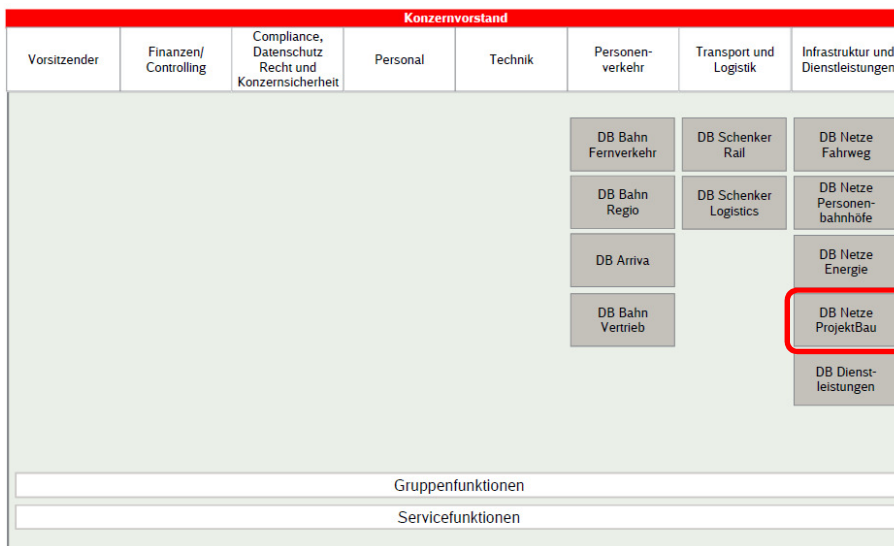 Konzernvorstand
Vorsitzender
Finanzen/
Controlling
Compliance,
Datenschutz
Recht und
Konzernsicherheit
Personal
Technik
Personen-
verkehr
Transport und
Logistik
Infrastruktur und
Dienstleistungen
DB Bahn
Fernverkehr
DB Schenker
Rail
DB Netze
Fahrweg
DB Bahn
Regio
DB Schenker
Logistics
DB Netze
Personen-
bahnhöfe
DB Arriva
DB Netze
Energie
DB Bahn
Vertrieb
DB Netze
ProjektBau
DB Dienst-
leistungen
Gruppenfunktionen
Servicefunktionen